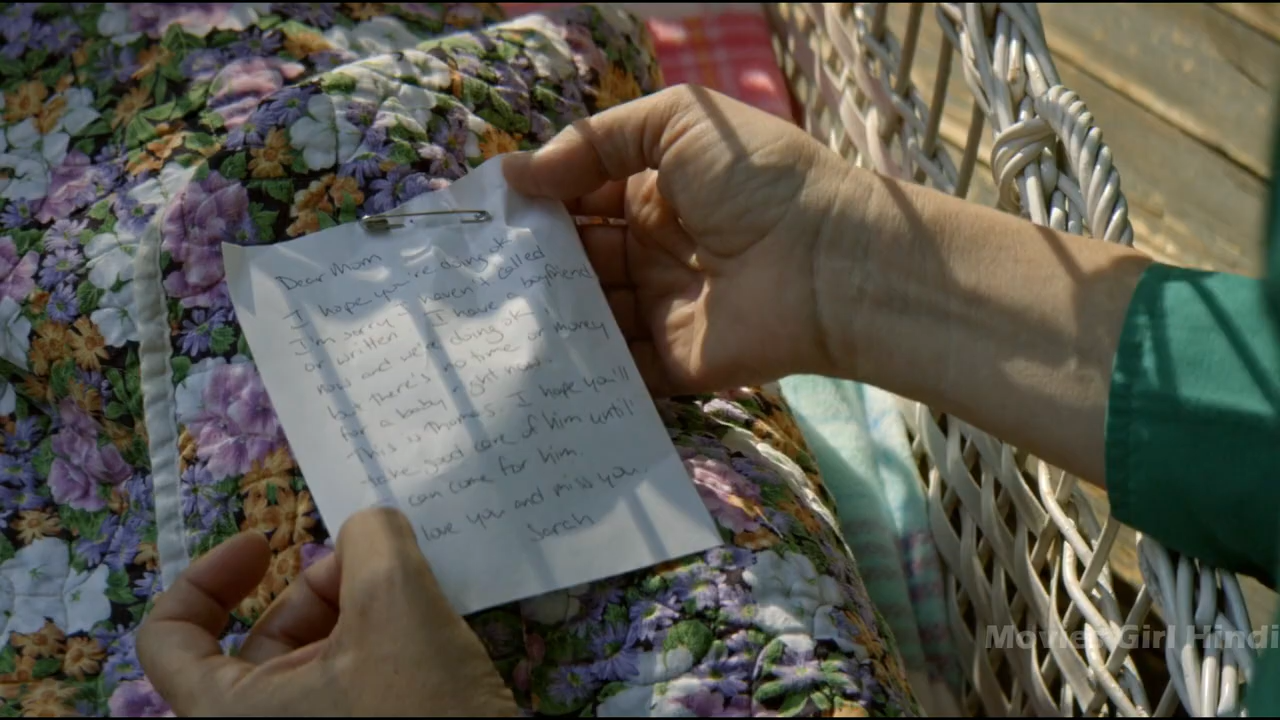 Dear Mom
I hope you're doing ok.
I'm sorry I haven't called
or written. I have a boyfriend
now and we're doing ok
but there's no time or money
for a baby right now.
This is Thomas. I hope you'll
take good care of him until
can come for him.
love you and miss you.
Sarah
Movies Girl Hindi